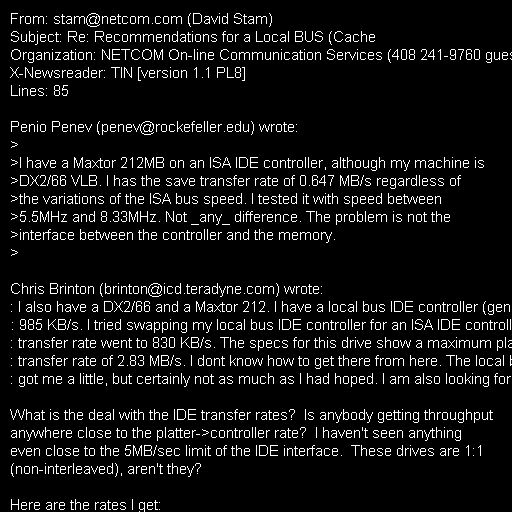 From: stam@netcom.com (David Stam)
Subject: Re: Recommendations for a Local BUS (Cache
Organization: NETCOM On-line Communication Services (408 241-9760 gues
X-Newsreader: TIN [version 1.1 PL8]
Lines: 85

Penio Penev (penev@rockefeller.edu) wrote:
>
>I have a Maxtor 212MB on an ISA IDE controller, although my machine is
>DX2/66 VLB. I has the save transfer rate of 0.647 MB/s regardless of
>the variations of the ISA bus speed. I tested it with speed between
>5.5MHz and 8.33MHz. Not _any_ difference. The problem is not the
>interface between the controller and the memory.
>

Chris Brinton (brinton@icd.teradyne.com) wrote:
: I also have a DX2/66 and a Maxtor 212. I have a local bus IDE controller (gen
: 985 KB/s. I tried swapping my local bus IDE controller for an ISA IDE controll
: transfer rate went to 830 KB/s. The specs for this drive show a maximum pla
: transfer rate of 2.83 MB/s. I dont know how to get there from here. The local b
: got me a little, but certainly not as much as I had hoped. I am also looking for

What is the deal with the IDE transfer rates?  Is anybody getting throughput
anywhere close to the platter->controller rate?  I haven't seen anything
even close to the 5MB/sec limit of the IDE interface.  These drives are 1:1
(non-interleaved), aren't they?

Here are the rates I get: